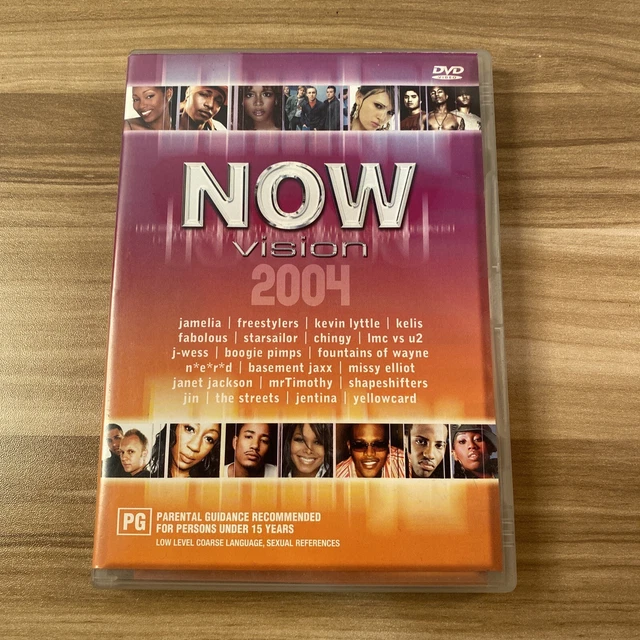 DVD
VIDEO
NOW
vision
2004
jamelia | freestylers | kevin lyttle | kelis
fabolous | starsailor | chingy | lmc vs u2
j-wess | boogie pimps | fountains of wayne
n*e*r*d | basement jaxx | missy elliot
janet jackson | mrTimothy | shapeshifters
jin | the streets | jentina | yellowcard
PG
PARENTAL GUIDANCE RECOMMENDED
FOR PERSONS UNDER 15 YEARS
LOW LEVEL COARSE LANGUAGE, SEXUAL REFERENCES